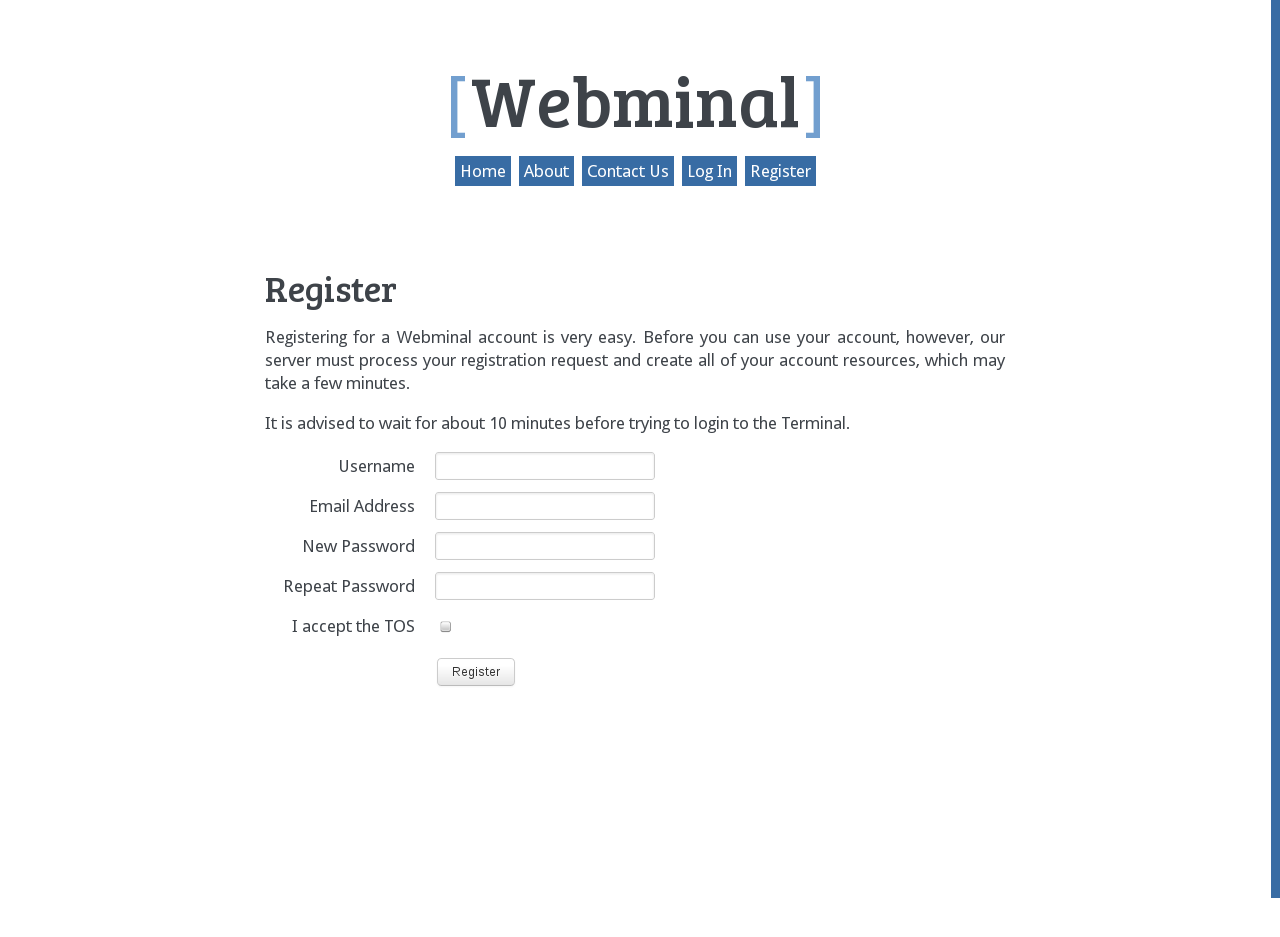 [Webminal]
Home About Contact Us Log In Register
Register
Registering for a Webminal account is very easy. Before you can use your account, however, our
server must process your registration request and create all of your account resources, which may
take a few minutes.
It is advised to wait for about 10 minutes before trying to login to the Terminal.
Username
Email Address
New Password
Repeat Password
I accept the TOS
Register